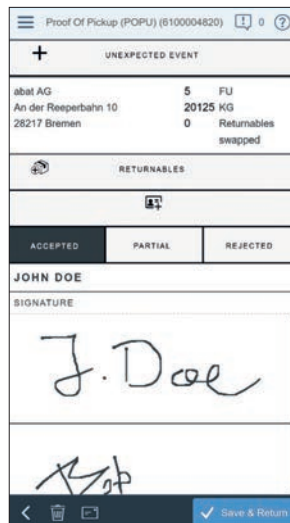 Proof Of Pickup (POPU) (6100004820) 0 ?
+ UNEXPECTED EVENT
abat AG 5 FU
An der Reeperbahn 10 20125 KG
28217 Bremen 0 Returnables
swapped
RETURNABLES
ACCEPTED PARTIAL REJECTED
JOHN DOE
SIGNATURE
J. Doe
Save & Return